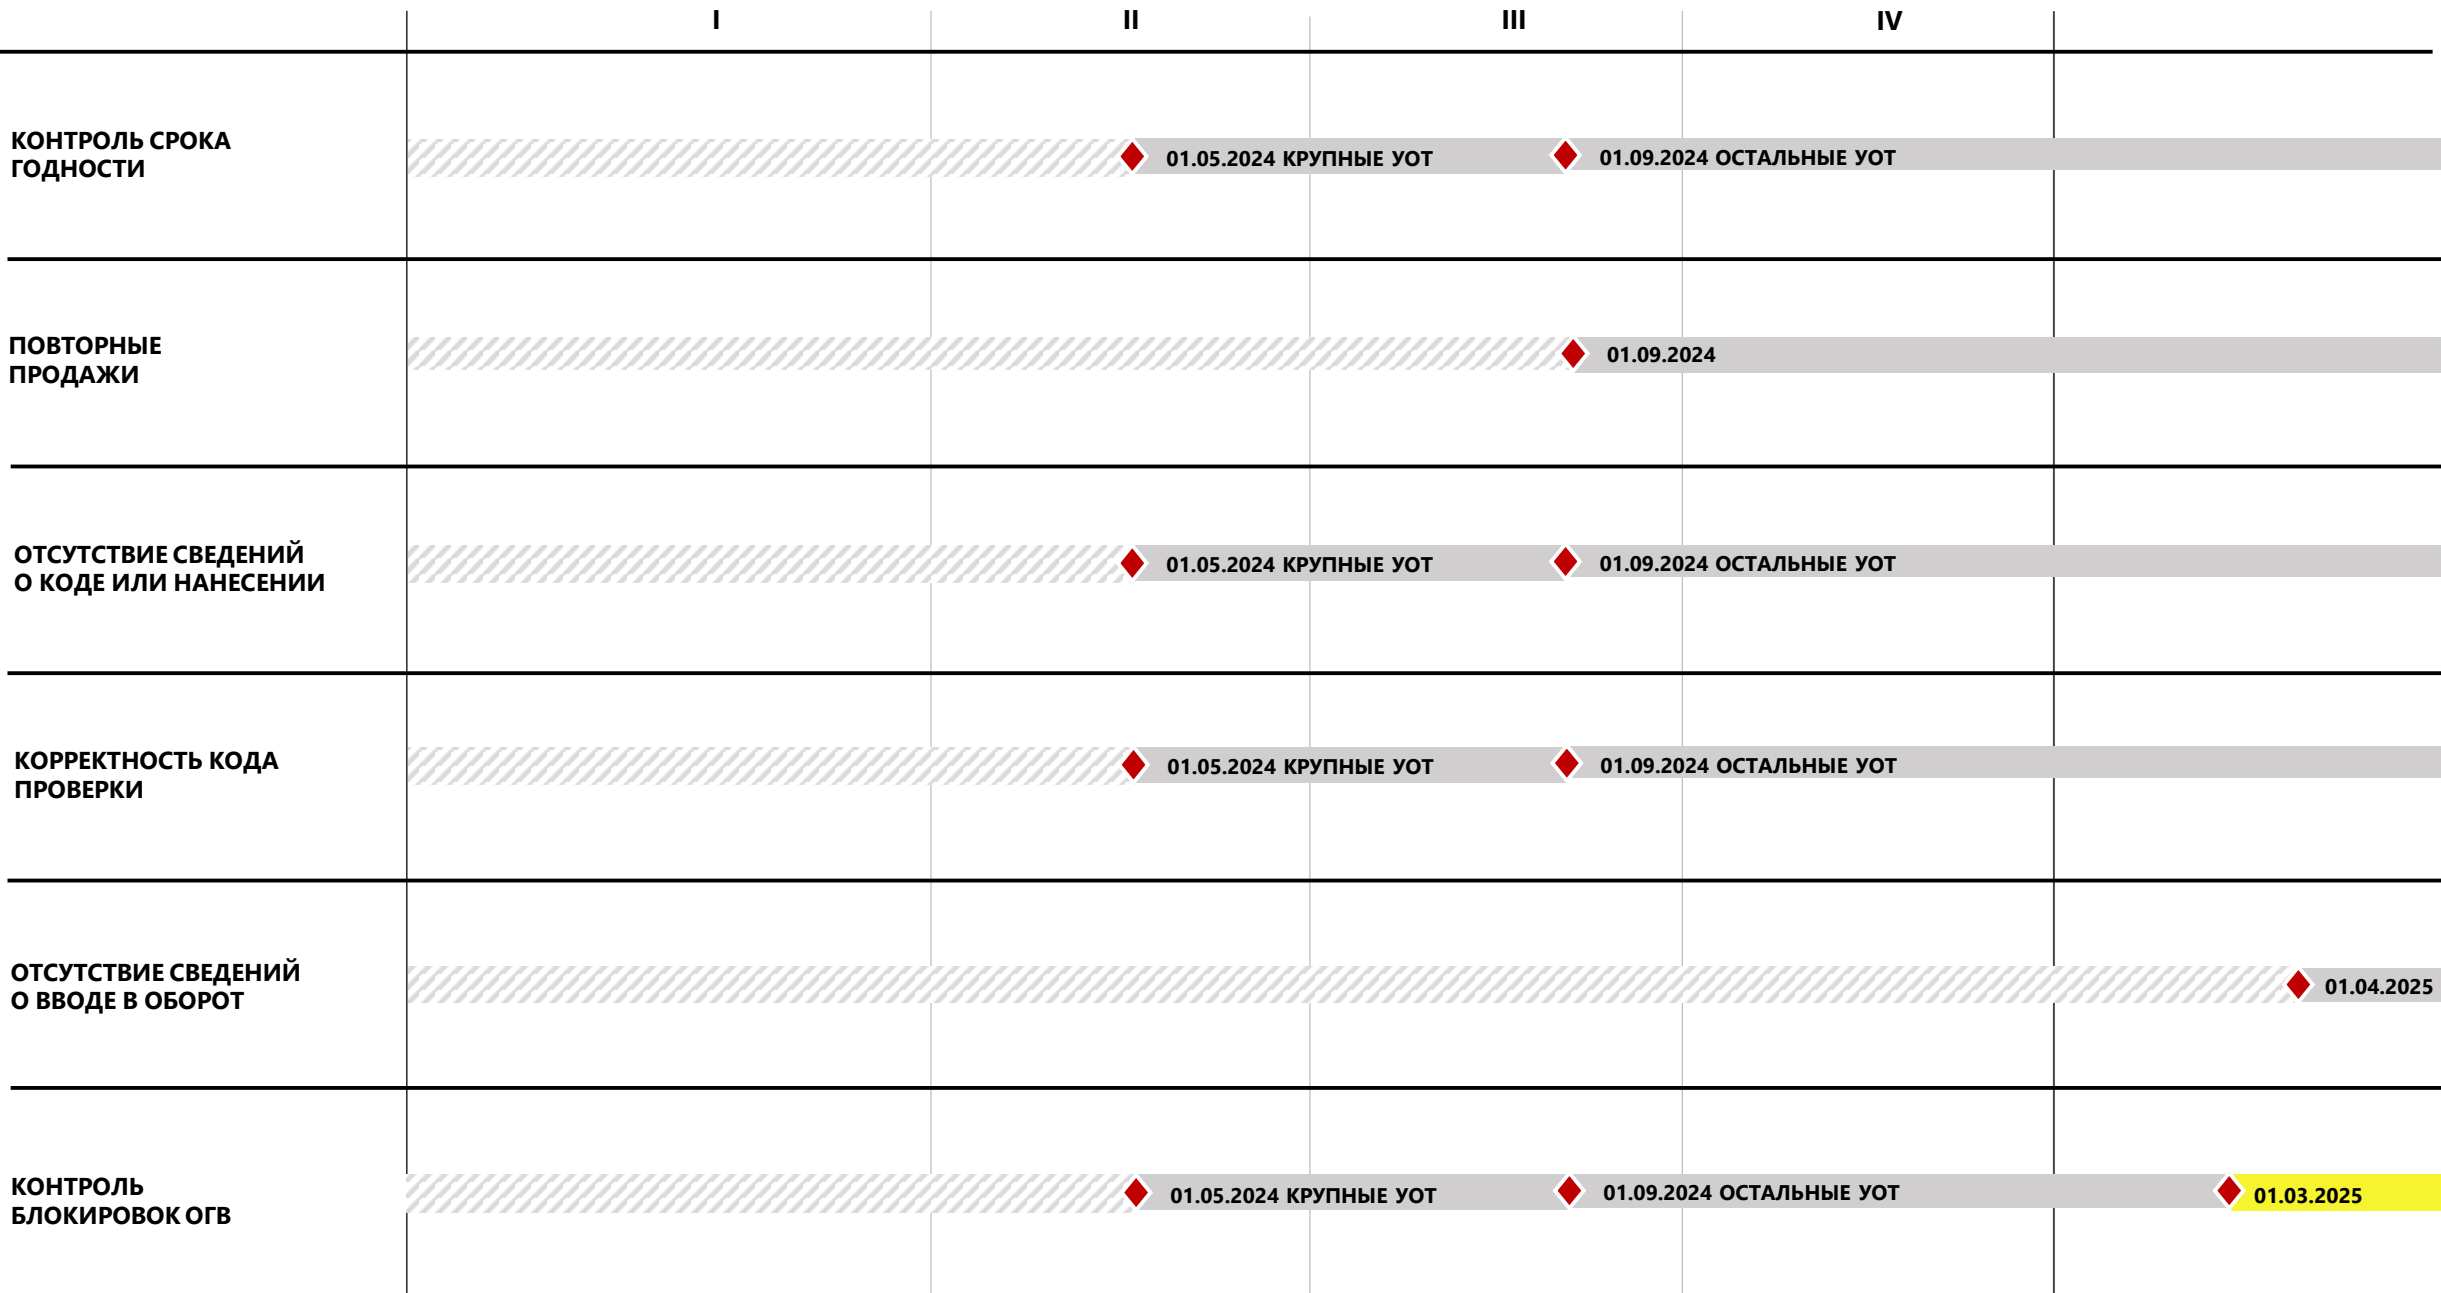 I II III IV
КОНТРОЛЬ СРОКА
ГОДНОСТИ
01.05.2024 КРУПНЫЕ УОТ
01.09.2024 ОСТАЛЬНЫЕ УОТ
ПОВТОРНЫЕ
ПРОДАЖИ
01.09.2024
ОТСУТСТВИЕ СВЕДЕНИЙ
О КОДЕ ИЛИ НАНЕСЕНИИ
01.05.2024 КРУПНЫЕ УОТ
01.09.2024 ОСТАЛЬНЫЕ УОТ
КОРРЕКТНОСТЬ КОДА
ПРОВЕРКИ
01.05.2024 КРУПНЫЕ УОТ
01.09.2024 ОСТАЛЬНЫЕ УОТ
ОТСУТСТВИЕ СВЕДЕНИЙ
О ВВОДЕ В ОБОРОТ
01.04.2025
КОНТРОЛЬ
БЛОКИРОВОК ОГВ
01.05.2024 КРУПНЫЕ УОТ
01.09.2024 ОСТАЛЬНЫЕ УОТ
01.03.2025